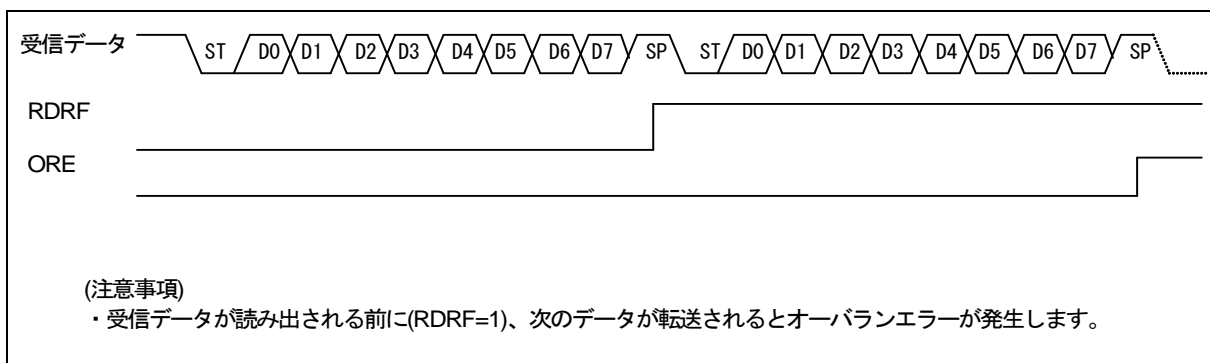 受信データ ST D0 D1 D2 D3 D4 D5 D6 D7 SP ST D0 D1 D2 D3 D4 D5 D6 D7 SP
RDRF
ORE
(注意事項)
・受信データが読み出される前に(RDRF=1)、次のデータが転送されるとオーバランエラーが発生します。